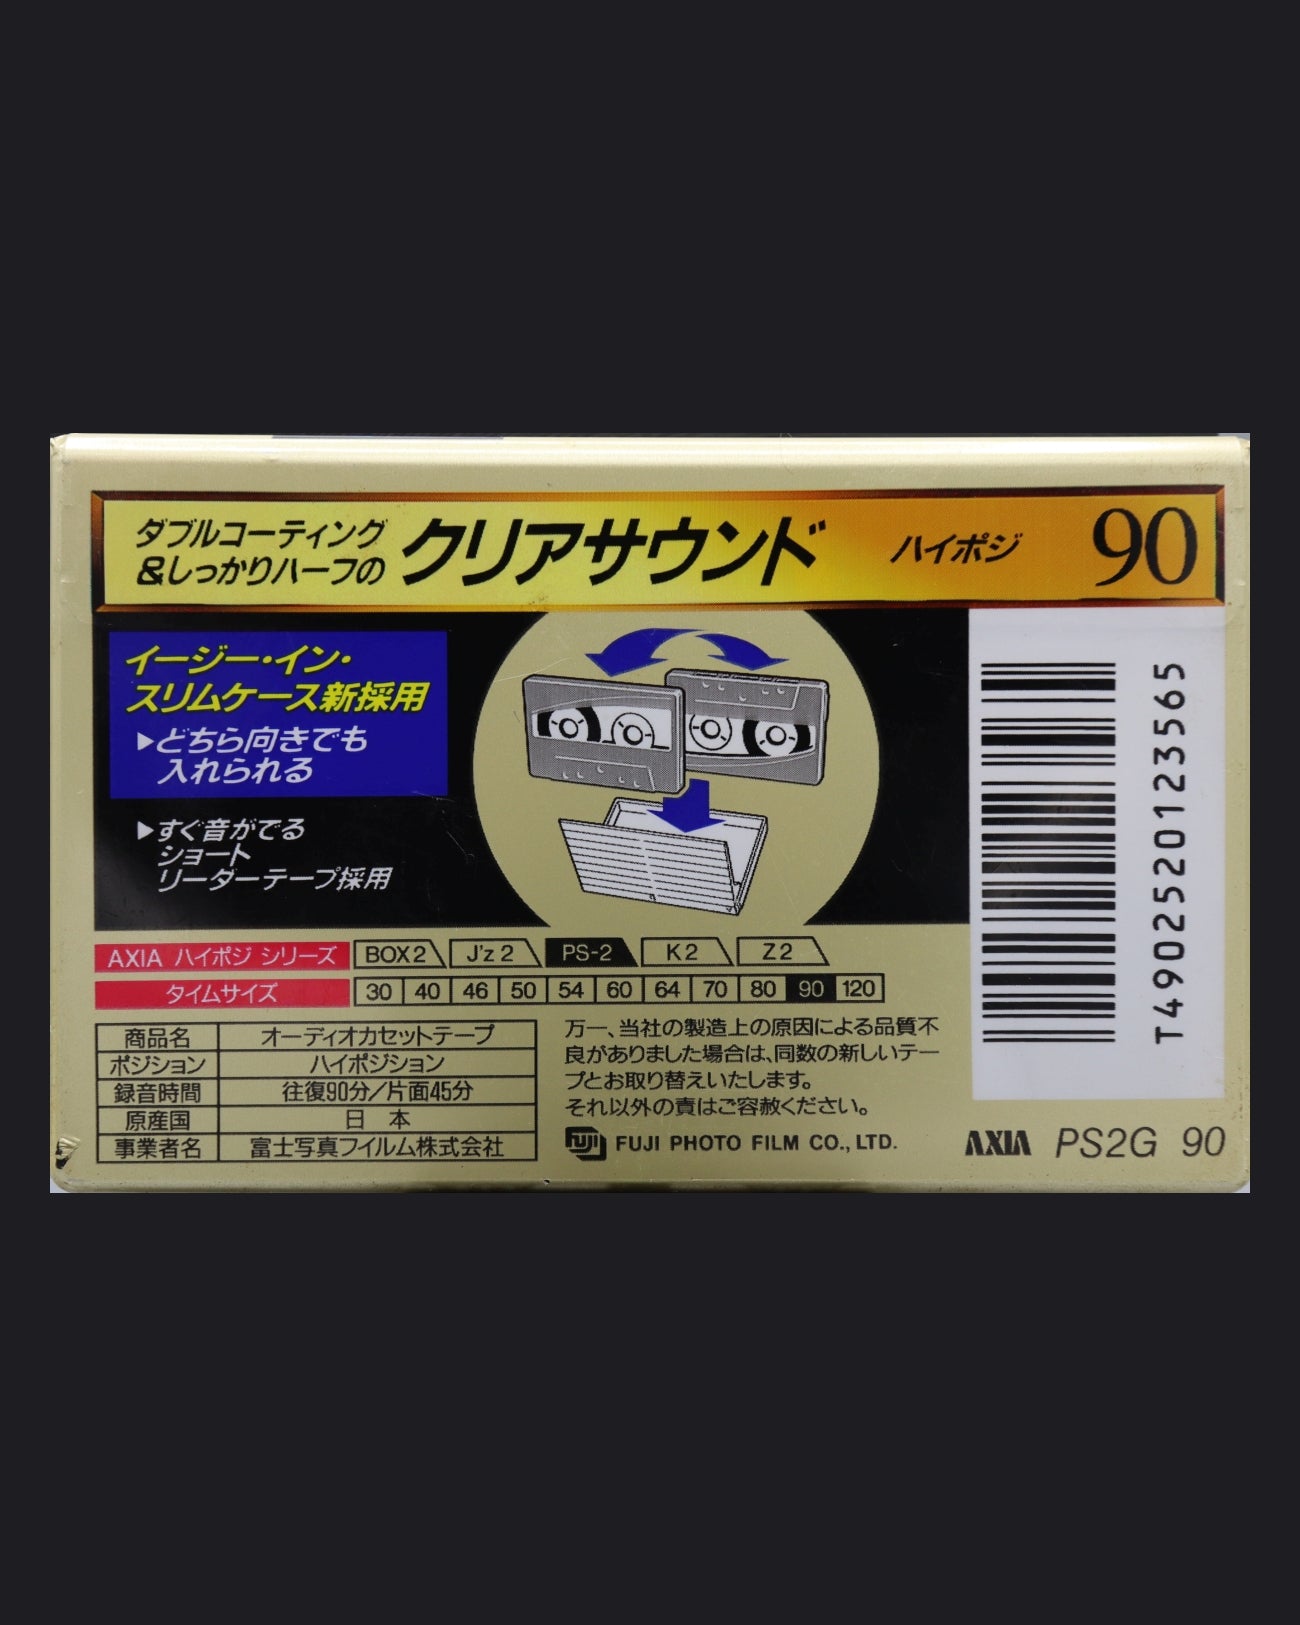 ダブルコーティング
&しっかりハーフの
クリアサウンド
ハイポジ
90
イージー・イン・
スリムケース新採用
▶どちら向きでも
入れられる
▶すぐ音がでる
ショート
リーダーテープ採用
T4902520123565
AXIA ハイポジ シリーズ BOX2 J'z2 PS-2 K2 Z2
タイムサイズ 30 40 46 50 54 60 64 70 80 90 120
商品名 オーディオカセットテープ
ポジション ハイポジション
録音時間 往復90分/片面45分
原産国 日本
事業者名 富士写真フイルム株式会社
万一、当社の製造上の原因による品質不
良がありました場合は、同数の新しいテー
プとお取り替えいたします。
それ以外の責はご容赦ください。
FUJI FUJI PHOTO FILM CO., LTD.
AXIA PS2G 90